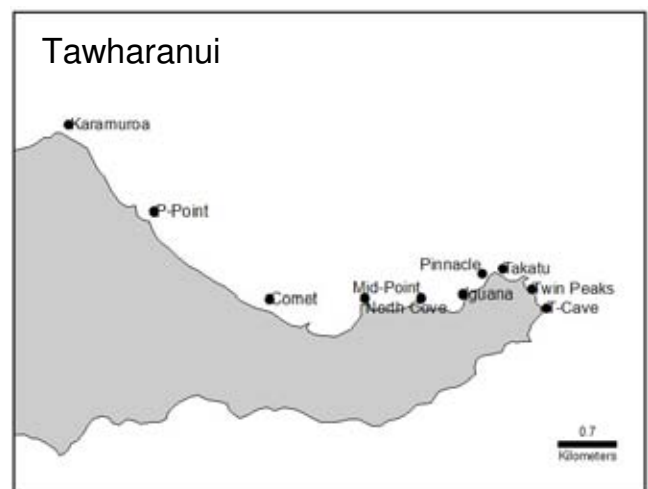 Tawharanui
Karamuroa
P-Point
Pinnacle
Takatu
Mid-Point
Iguana
Twin Peaks
Comet
North Cove
T-Cave
0.7
Kilometers